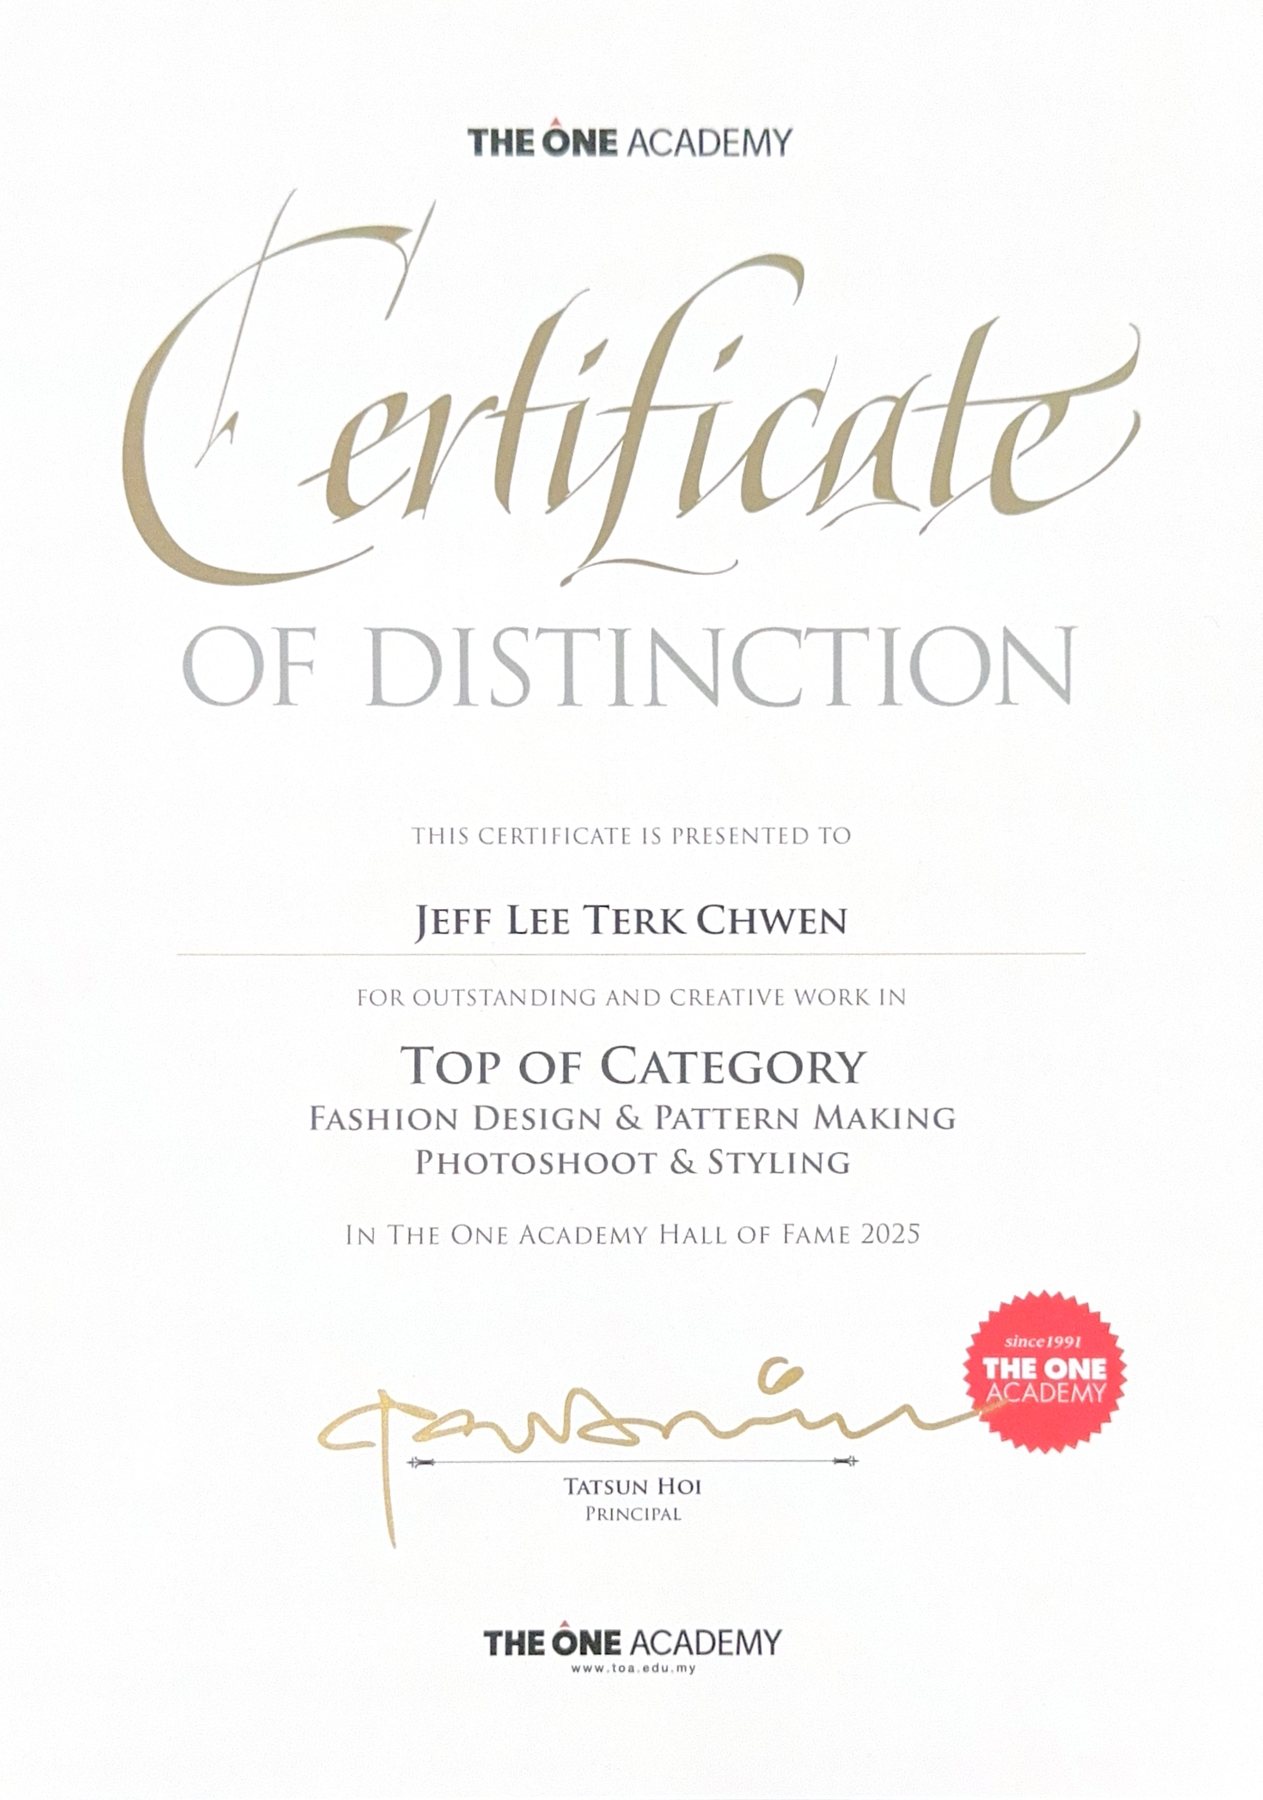 THE ONE ACADEMY
Certificate
OF DISTINCTION
THIS CERTIFICATE IS PRESENTED TO
JEFF LEE TERK CHWEN
FOR OUTSTANDING AND CREATIVE WORK IN
TOP OF CATEGORY
FASHION DESIGN & PATTERN MAKING
PHOTOSHOOT & STYLING
IN THE ONE ACADEMY HALL OF FAME 2025
since1991
THE ONE
ACADEMY
TATSUN HOI
PRINCIPAL
THE ONE ACADEMY
www.toa.edu.my